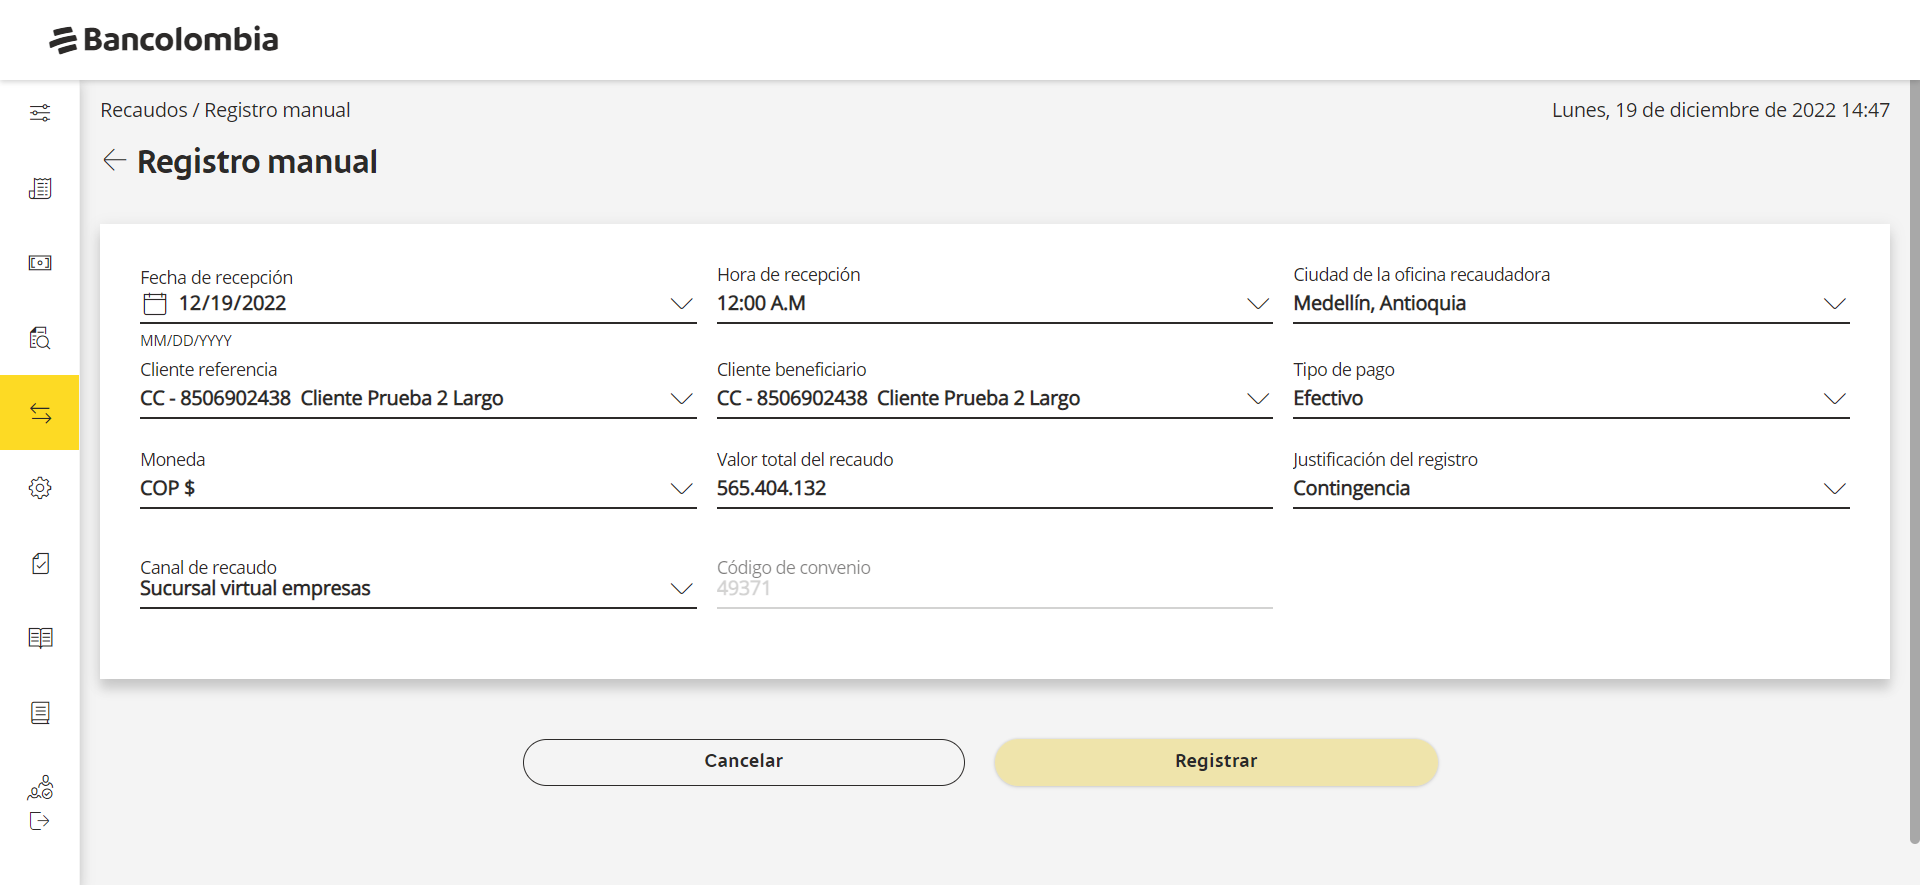 Bancolombia
Recaudos / Registro manual
Lunes, 19 de diciembre de 2022 14:47
Registro manual
Fecha de recepción
12/19/2022
MM/DD/YYYY
Hora de recepción
12:00 A.M
Ciudad de la oficina recaudadora
Medellín, Antioquia
Cliente referencia
CC - 8506902438 Cliente Prueba 2 Largo
Cliente beneficiario
CC - 8506902438 Cliente Prueba 2 Largo
Tipo de pago
Efectivo
Moneda
COP $
Valor total del recaudo
565.404.132
Justificación del registro
Contingencia
Canal de recaudo
Sucursal virtual empresas
Código de convenio
49371
Cancelar
Registrar